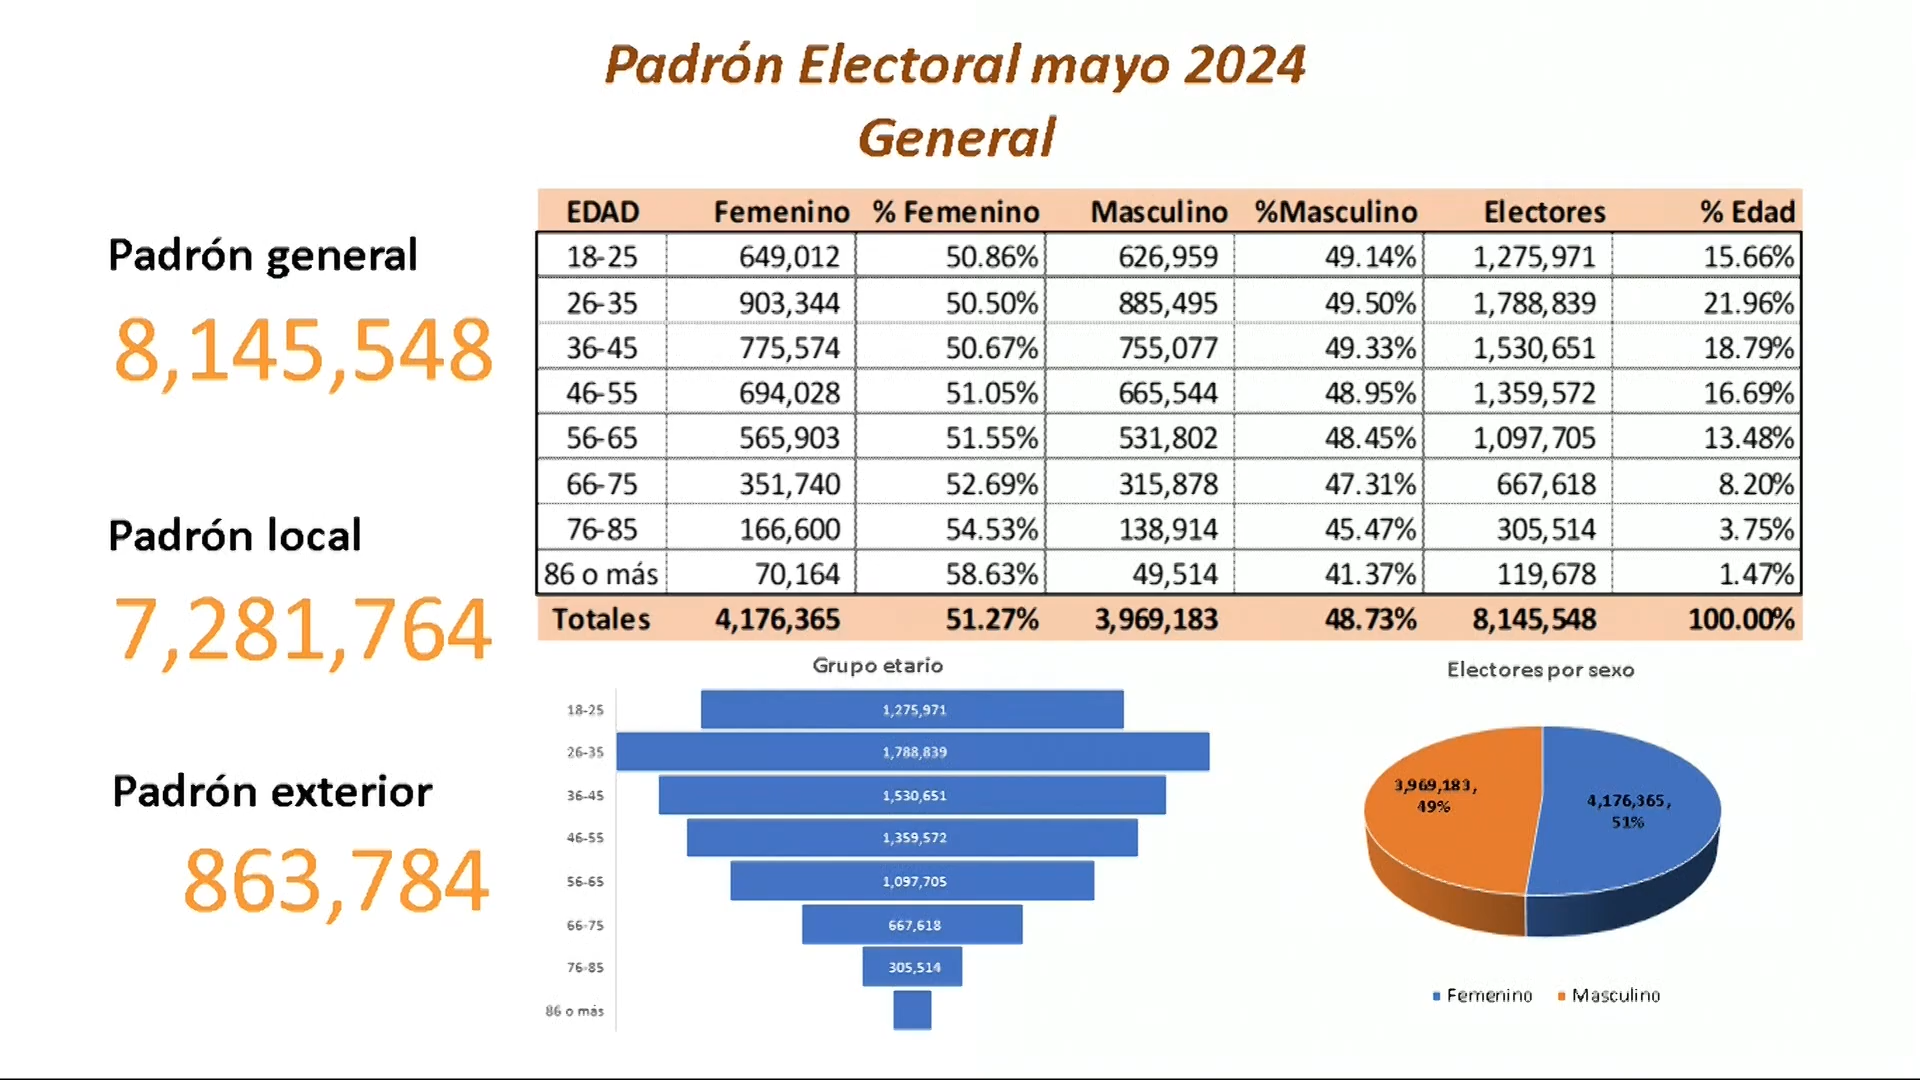 Padrón Electoral mayo 2024
General
Padrón general
8,145,548
Padrón local
7,281,764
Padrón exterior
863,784
EDAD Femenino % Femenino Masculino %Masculino Electores % Edad
18-25 649,012 50.86% 626,959 49.14% 1,275,971 15.66%
26-35 903,344 50.50% 885,495 49.50% 1,788,839 21.96%
36-45 775,574 50.67% 755,077 49.33% 1,530,651 18.79%
46-55 694,028 51.05% 665,544 48.95% 1,359,572 16.69%
56-65 565,903 51.55% 531,802 48.45% 1,097,705 13.48%
66-75 351,740 52.69% 315,878 47.31% 667,618 8.20%
76-85 166,600 54.53% 138,914 45.47% 305,514 3.75%
86 o más 70,164 58.63% 49,514 41.37% 119,678 1.47%
Totales 4,176,365 51.27% 3,969,183 48.73% 8,145,548 100.00%
Grupo etario
18-25 1,275,971
26-35 1,788,839
36-45 1,530,651
46-55 1,359,572
56-65 1,097,705
66-75 667,618
76-85 305,514
86 o más
Electores por sexo
3,969,183,
49%
4,176,365,
51%
Femenino Masculino